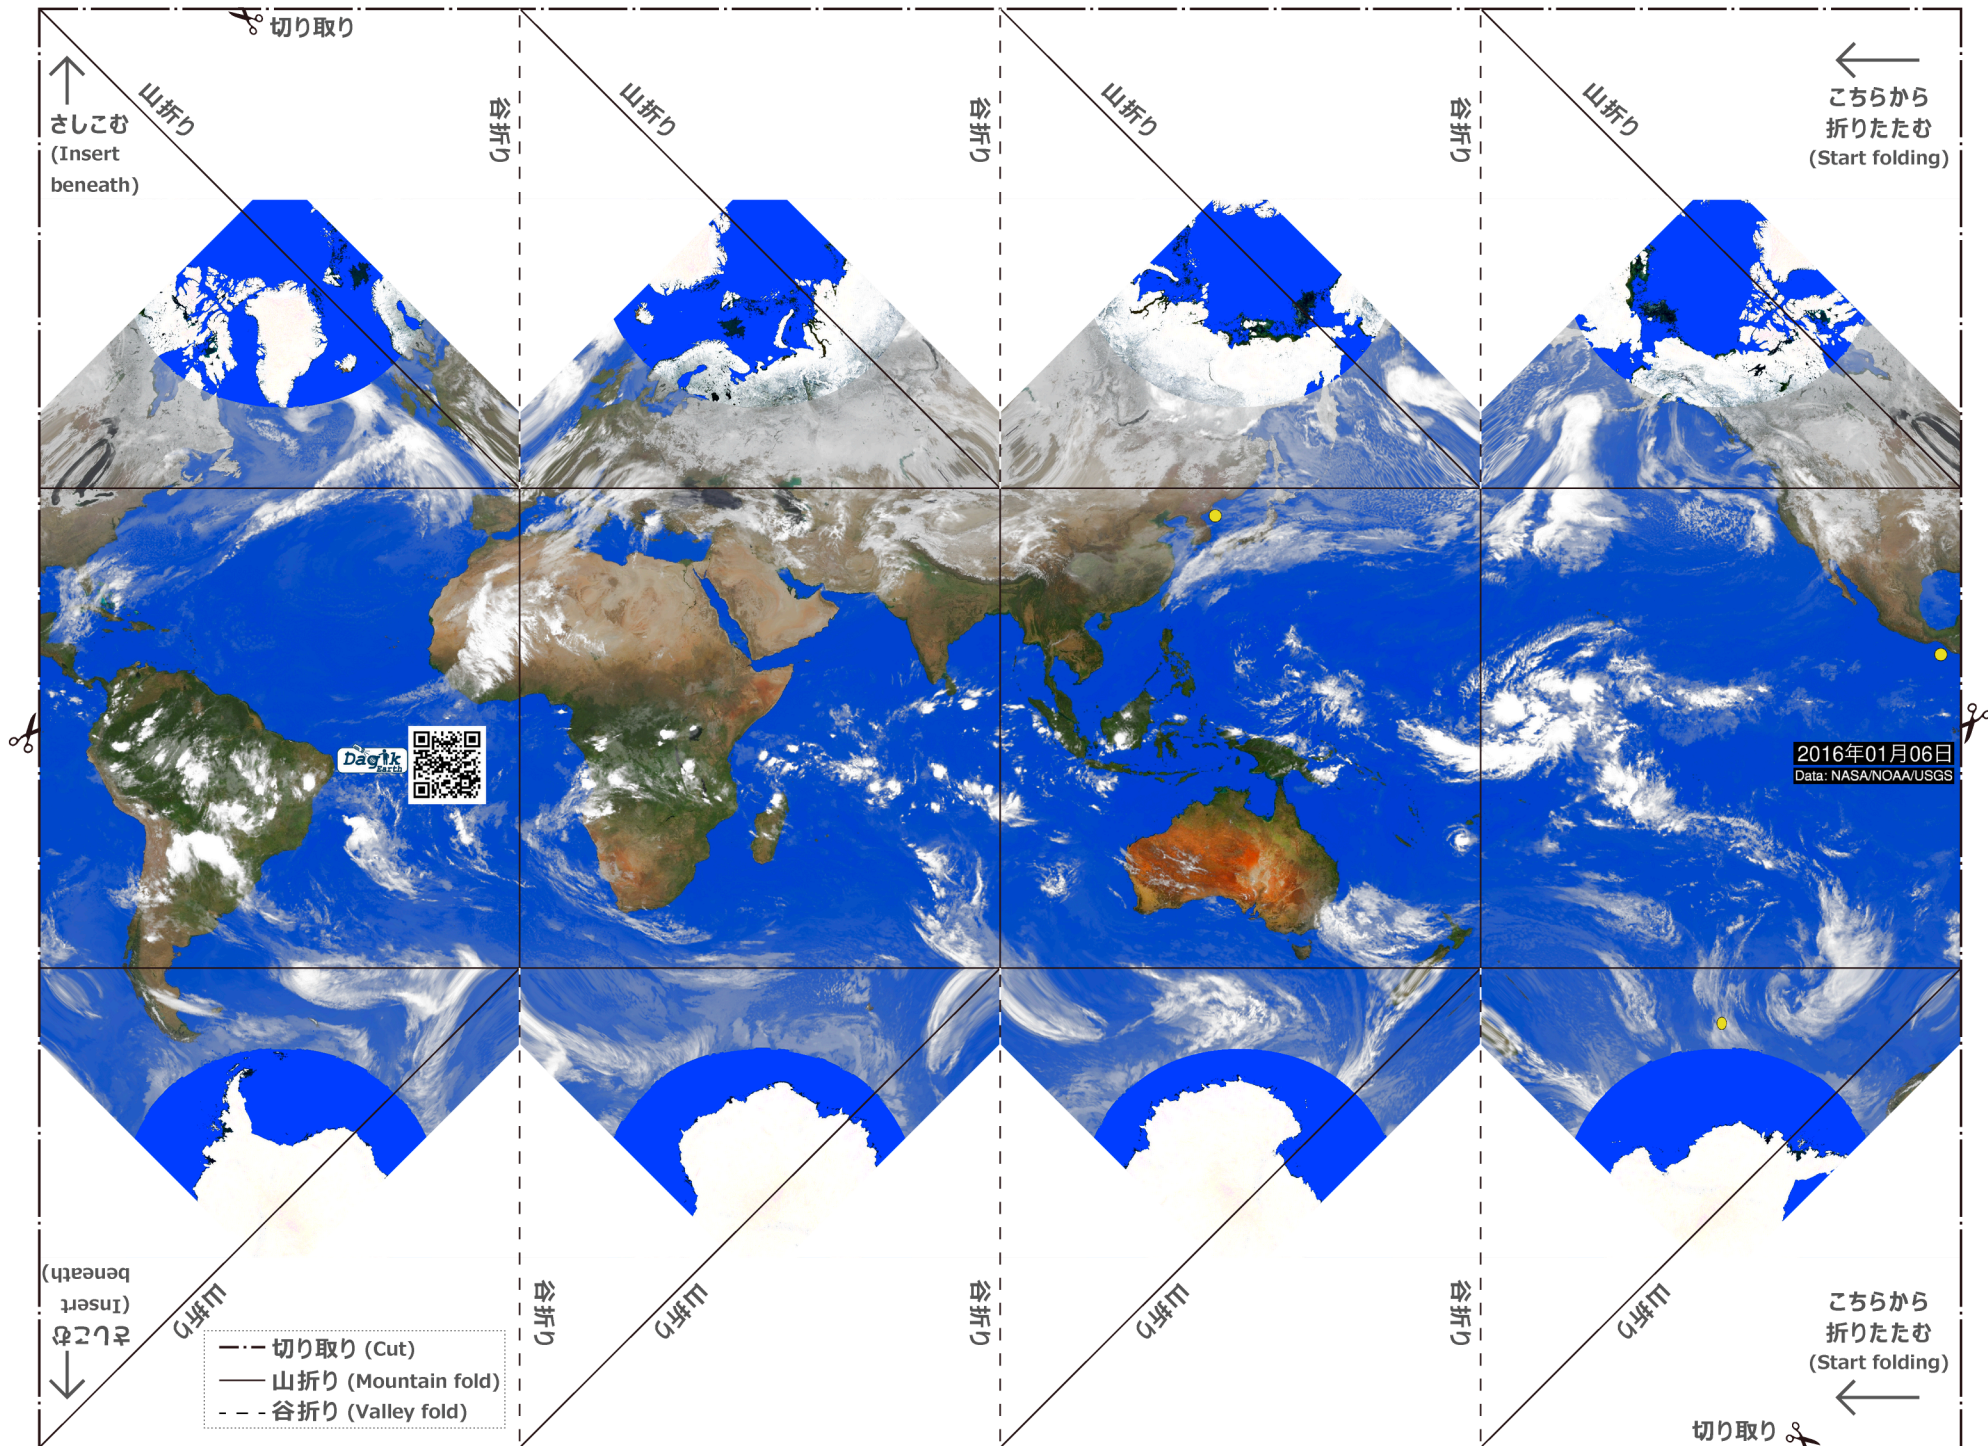 切り取り
さしこむ
(Insert
beneath)
山折り
谷折り
山折り
谷折り
山折り
谷折り
山折り
こちらから
折りたたむ
(Start folding)
Dagik
Earth
2016年01月06日
Data: NASA/NOAA/USGS
さしこむ
(Insert
beneath)
山折り
谷折り
山折り
谷折り
山折り
谷折り
山折り
こちらから
折りたたむ
(Start folding)
切り取り (Cut)
山折り (Mountain fold)
谷折り (Valley fold)
切り取り